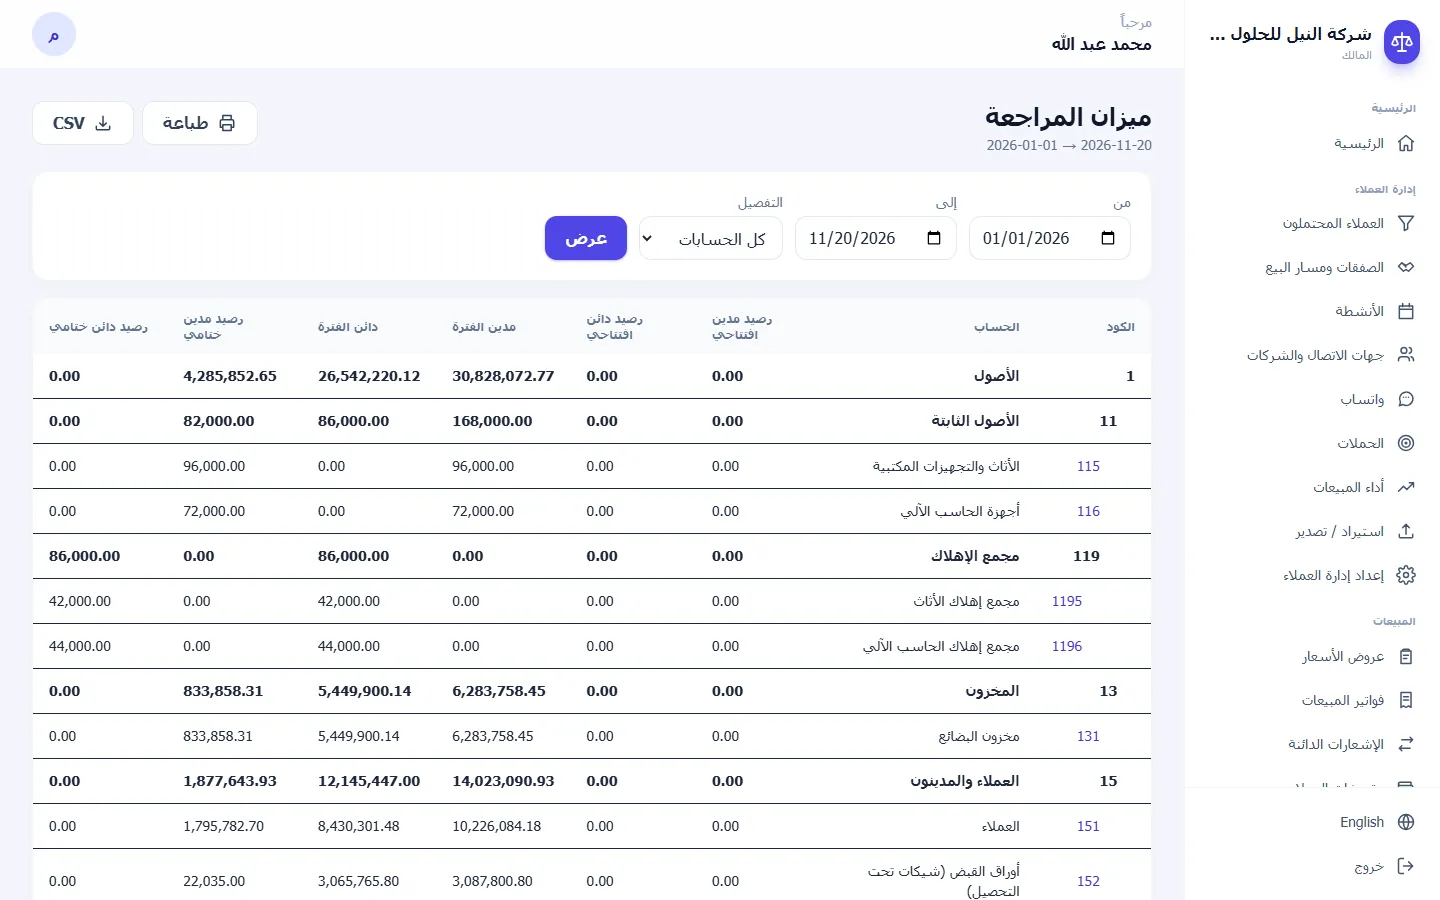 شركة النيل للحلول ...
المالك
الرئيسية
الرئيسية
إدارة العملاء
العملاء المحتملون
الصفقات ومسار البيع
الأنشطة
جهات الاتصال والشركات
واتساب
الحملات
أداء المبيعات
استيراد / تصدير
إعداد إدارة العملاء
المبيعات
عروض الأسعار
فواتير المبيعات
الإشعارات الدائنة
English
خروج
مرحباً
محمد عبد الله
م
ميزان المراجعة
2026-01-01 → 2026-11-20
طباعة
CSV
من إلى التفصيل
01/01/2026 11/20/2026 كل الحسابات عرض
الكود الحساب رصيد مدين افتتاحي رصيد دائن افتتاحي مدين الفترة دائن الفترة رصيد مدين ختامي رصيد دائن ختامي
1 الأصول 0.00 0.00 30,828,072.77 26,542,220.12 4,285,852.65 0.00
11 الأصول الثابتة 0.00 0.00 168,000.00 86,000.00 82,000.00 0.00
115 الأثاث والتجهيزات المكتبية 0.00 0.00 96,000.00 0.00 96,000.00 0.00
116 أجهزة الحاسب الآلي 0.00 0.00 72,000.00 0.00 72,000.00 0.00
119 مجمع الإهلاك 0.00 0.00 0.00 86,000.00 0.00 86,000.00
1195 مجمع إهلاك الأثاث 0.00 0.00 0.00 42,000.00 0.00 42,000.00
1196 مجمع إهلاك الحاسب الآلي 0.00 0.00 0.00 44,000.00 0.00 44,000.00
13 المخزون 0.00 0.00 6,283,758.45 5,449,900.14 833,858.31 0.00
131 مخزون البضائع 0.00 0.00 6,283,758.45 5,449,900.14 833,858.31 0.00
15 العملاء والمدينون 0.00 0.00 14,023,090.93 12,145,447.00 1,877,643.93 0.00
151 العملاء 0.00 0.00 10,226,084.18 8,430,301.48 1,795,782.70 0.00
152 أوراق القبض (شيكات تحت التحصيل) 0.00 0.00 3,087,800.80 3,065,765.80 22,035.00 0.00